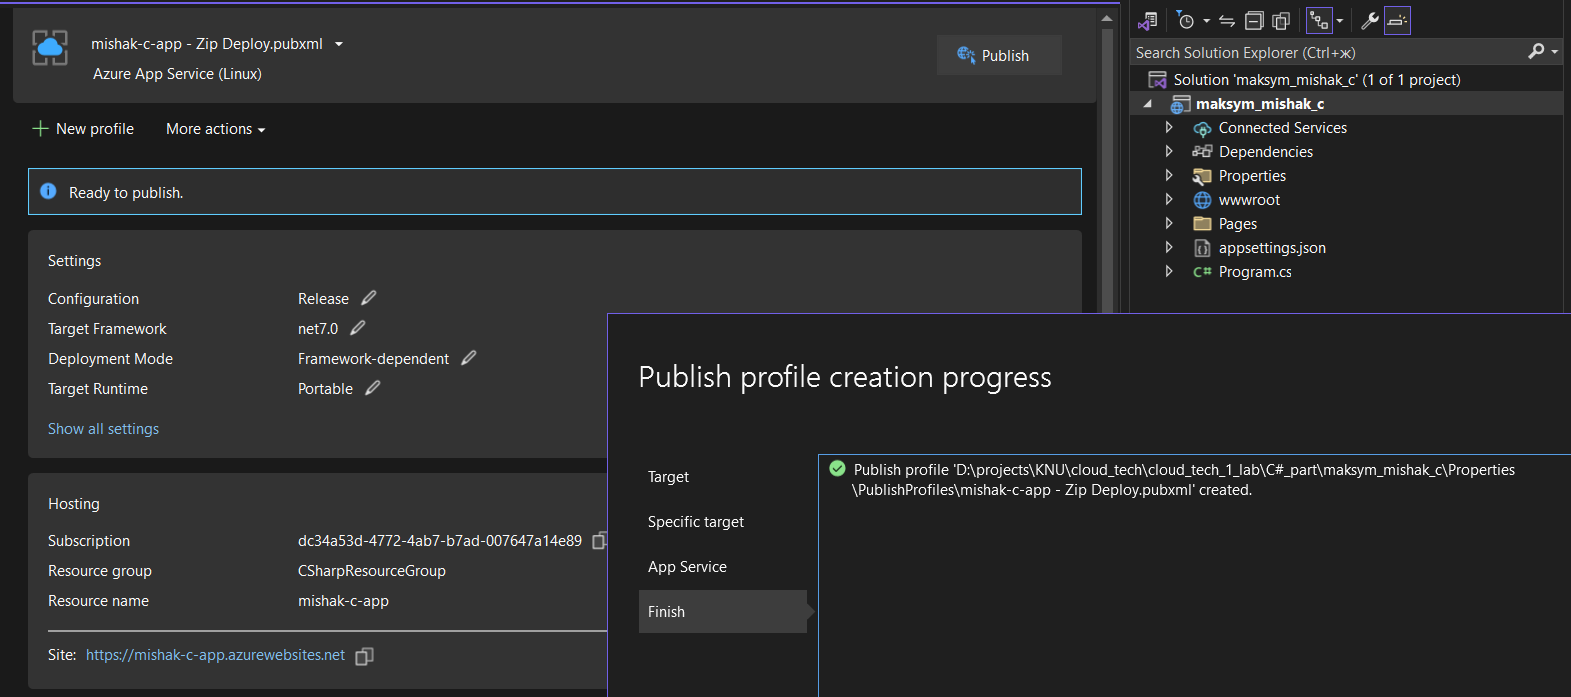 mishak-c-app - Zip Deploy.pubxml
Azure App Service (Linux)
Publish
New profile
More actions
Ready to publish.
Settings
Configuration Release
Target Framework net7.0
Deployment Mode Framework-dependent
Target Runtime Portable
Show all settings
Hosting
Subscription dc34a53d-4772-4ab7-b7ad-007647a14e89
Resource group CSharpResourceGroup
Resource name mishak-c-app
Site: https://mishak-c-app.azurewebsites.net
Search Solution Explorer (Ctrl+ж)
Solution 'maksym_mishak_c' (1 of 1 project)
maksym_mishak_c
Connected Services
Dependencies
Properties
wwwroot
Pages
appsettings.json
C# Program.cs
Publish profile creation progress
Target
Specific target
App Service
Finish
Publish profile 'D:\projects\KNU\cloud_tech\cloud_tech_1_lab\C#_part\maksym_mishak_c\Properties
\PublishProfiles\mishak-c-app - Zip Deploy.pubxml' created.